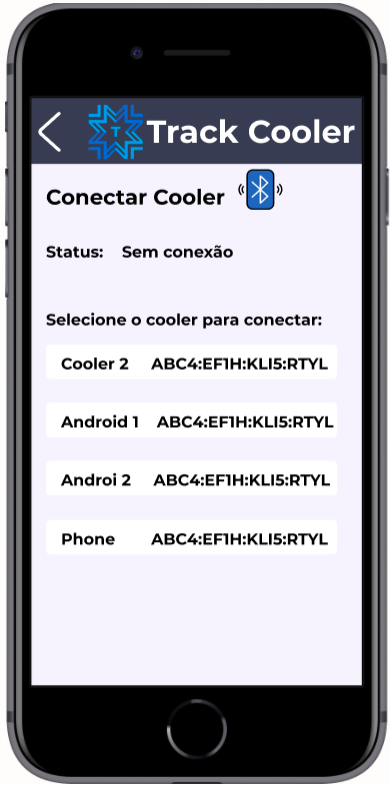 T Track Cooler
Conectar Cooler
Status: Sem conexão
Selecione o cooler para conectar:
Cooler 2 ABC4:EF1H:KLI5:RTYL
Android 1 ABC4:EF1H:KLI5:RTYL
Androi 2 ABC4:EF1H:KLI5:RTYL
Phone ABC4:EF1H:KLI5:RTYL